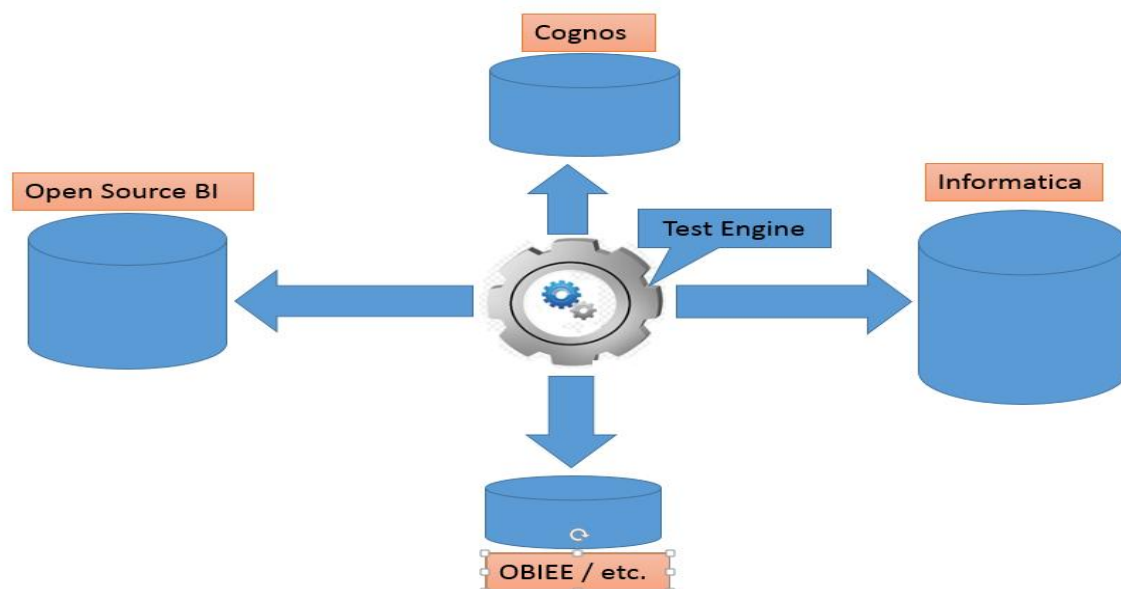 Cognos
Open Source BI
Informatica
Test Engine
OBIEE / etc.